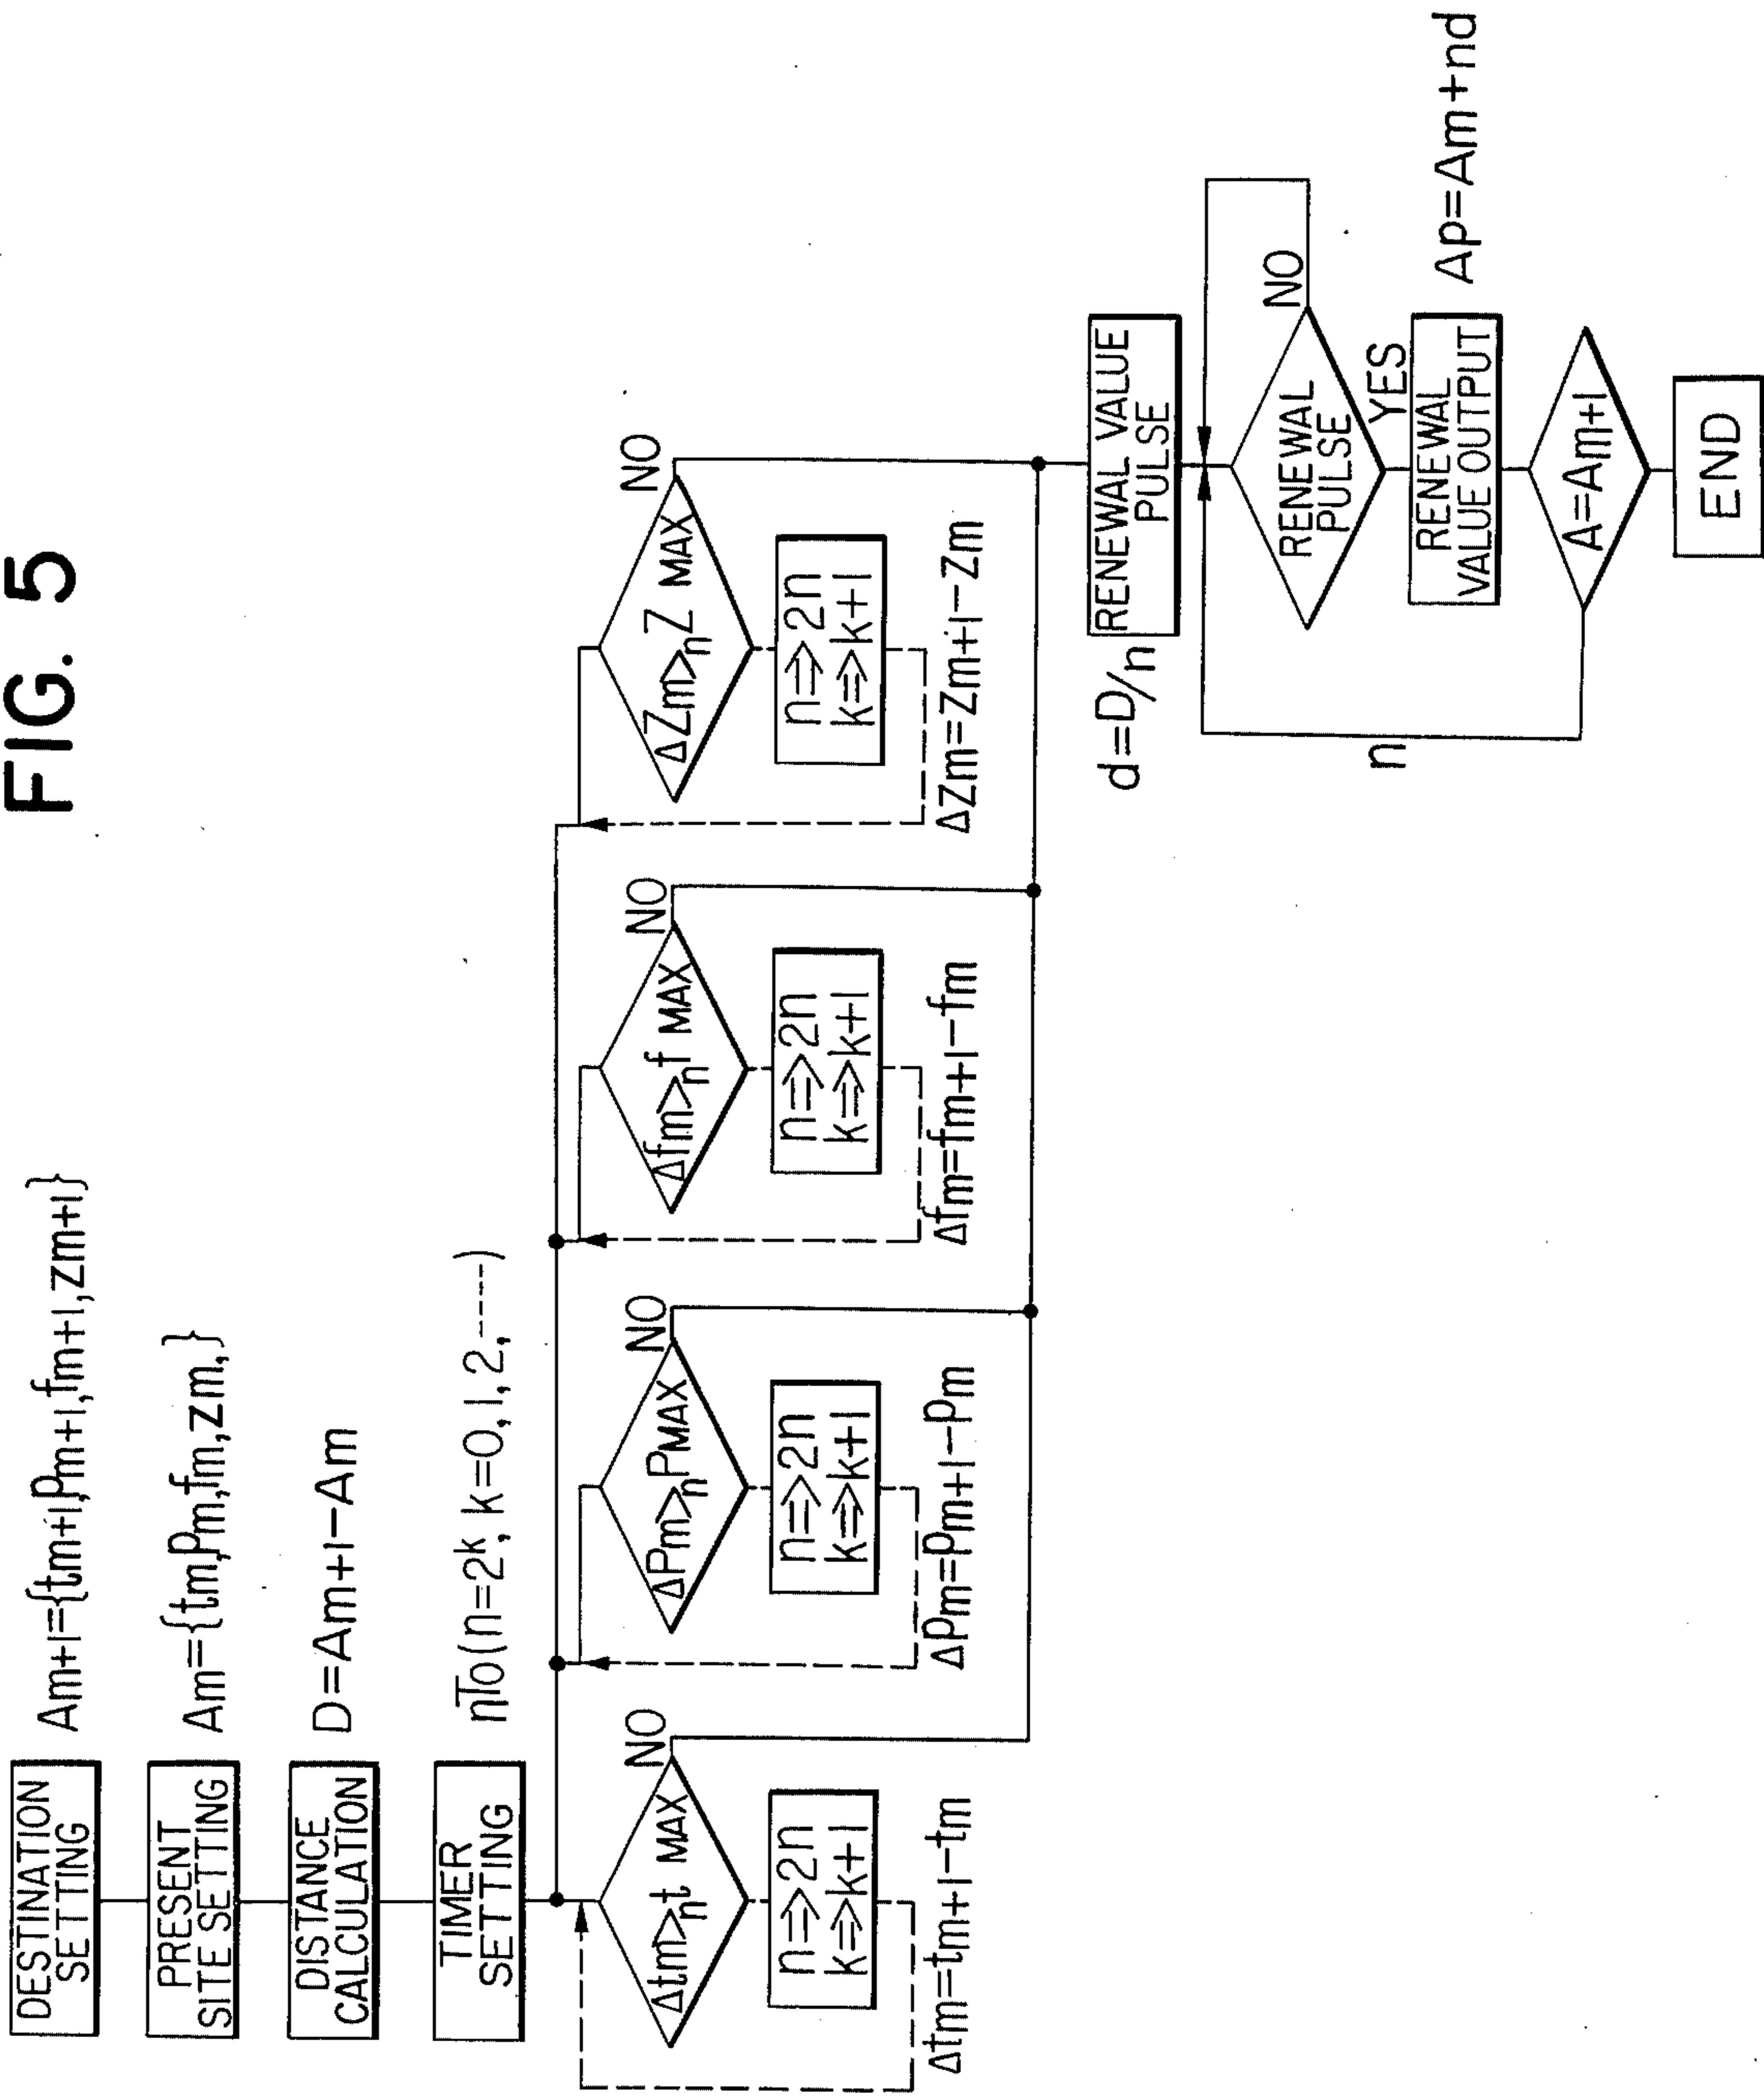 FIG. 5
DESTINATION
SETTING
Am+1={tm+1,Pm+1,fm+1,Zm+1}
PRESENT
SITE SETTING
Am={tm,Pm,fm,Zm,}
DISTANCE
CALCULATION
D=Am+1-Am
TIMER
SETTING
nTo(n=2^k, k=0,1,2,----)
Δtm>nt MAX
NO
n⇒2n
k⇒k+1
Δtm=tm+1-tm
ΔPm>nPMAX
NO
n⇒2n
k⇒k+1
ΔPm=Pm+1-Pm
Δfm>nf MAX
NO
n⇒2n
k⇒k+1
Δfm=fm+1-fm
ΔZm>nZ MAX
NO
n⇒2n
k⇒k+1
ΔZm=Zm+1-Zm
RENEWAL VALUE
PULSE
d=D/n
RENEWAL
PULSE
NO
YES
RENEWAL
VALUE OUTPUT
Ap=Am+nd
A=Am+1
n
END